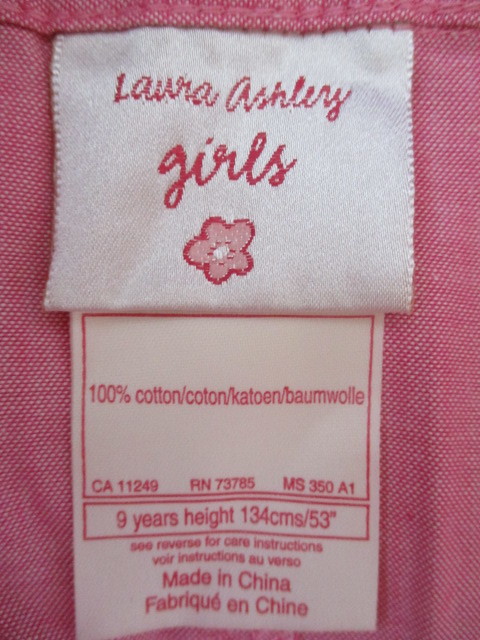 Laura Ashley
girls
100% cotton/coton/katoen/baumwolle
CA 11249 RN 73785 MS 350 A1
9 years height 134cms/53"
see reverse for care instructions
voir instructions au verso
Made in China
Fabriqué en Chine